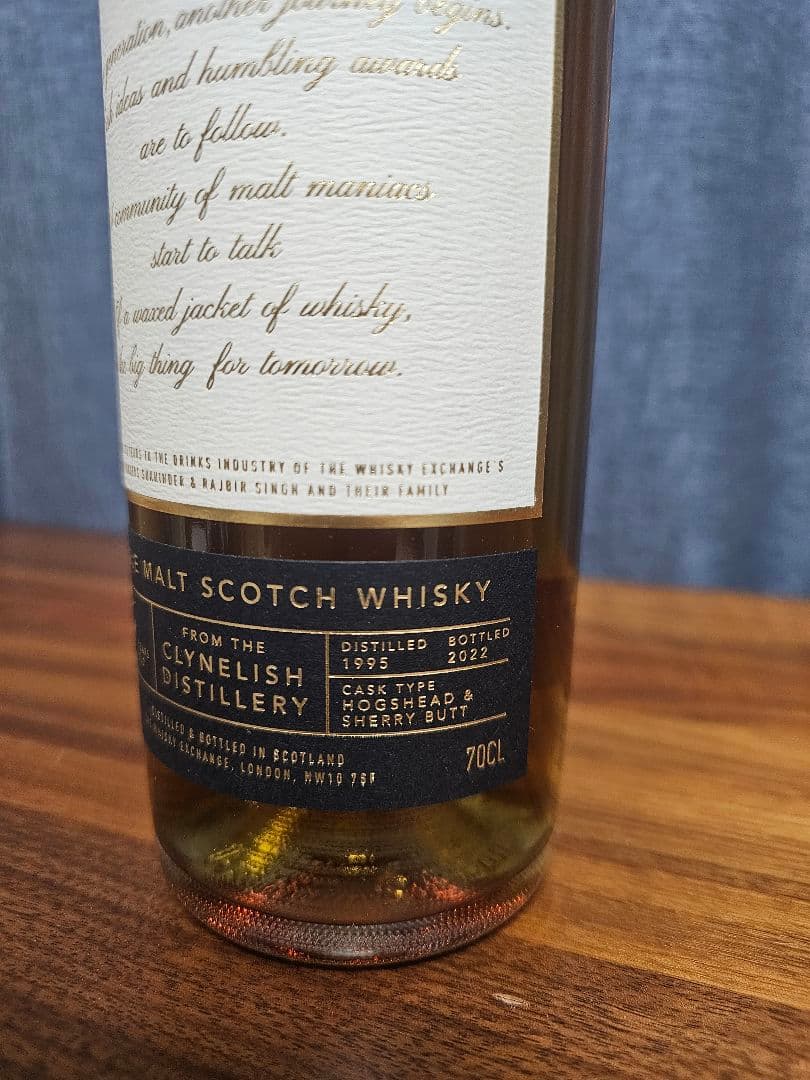 another journey begins.
ideas and humbling awards
are to follow.
community of malt maniacs
start to talk
a waxed jacket of whisky,
big thing for tomorrow.
TO THE DRINKS INDUSTRY OF THE WHISKY EXCHANGE'S
SUKHINDER & RAJBIR SINGH AND THEIR FAMILY
MALT SCOTCH WHISKY
FROM THE
CLYNELISH
DISTILLERY
DISTILLED
1995
BOTTLED
2022
CASK TYPE
HOGSHEAD &
SHERRY BUTT
DISTILLED & BOTTLED IN SCOTLAND
WHISKY EXCHANGE, LONDON, NW10 7SF
70CL